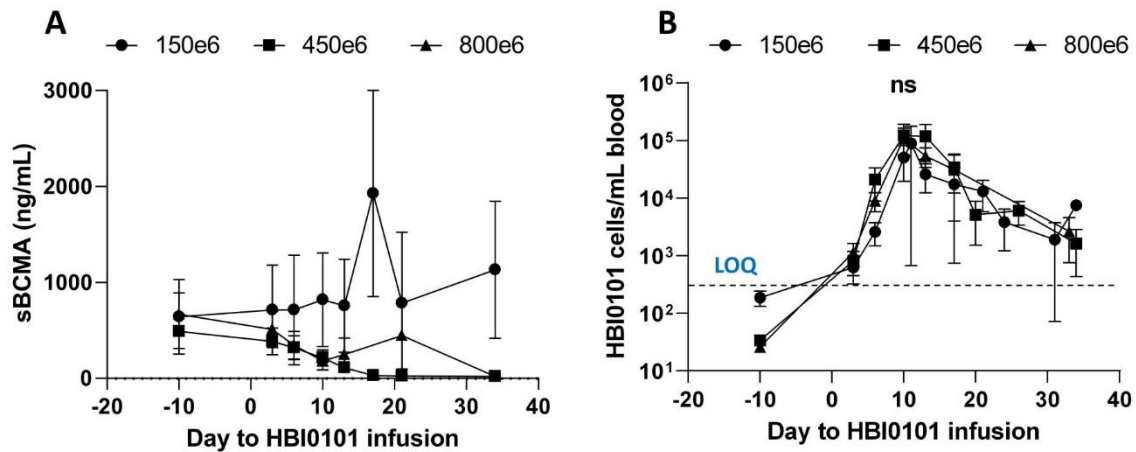 A
150e6 450e6 800e6
sBCMA (ng/mL)
3000
2000
1000
0
-20 -10 0 10 20 30 40
Day to HBI0101 infusion
B
150e6 450e6 800e6
HBI0101 cells/mL blood
10⁶
10⁵
10⁴
10³
10²
10¹
ns
LOQ
-20 -10 0 10 20 30 40
Day to HBI0101 infusion